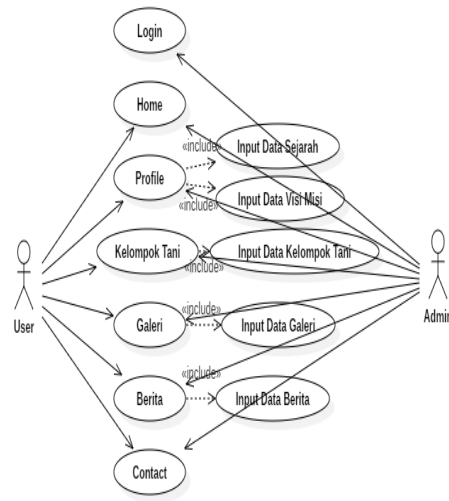 Login
Home
«include»
Input Data Sejarah
Profile
Input Data Visi Misi
«include»
Kelompok Tani
Input Data Kelompok Tani
«include»
User
Admin
«include»
Galeri
Input Data Galeri
«include»
Berita
Input Data Berita
Contact